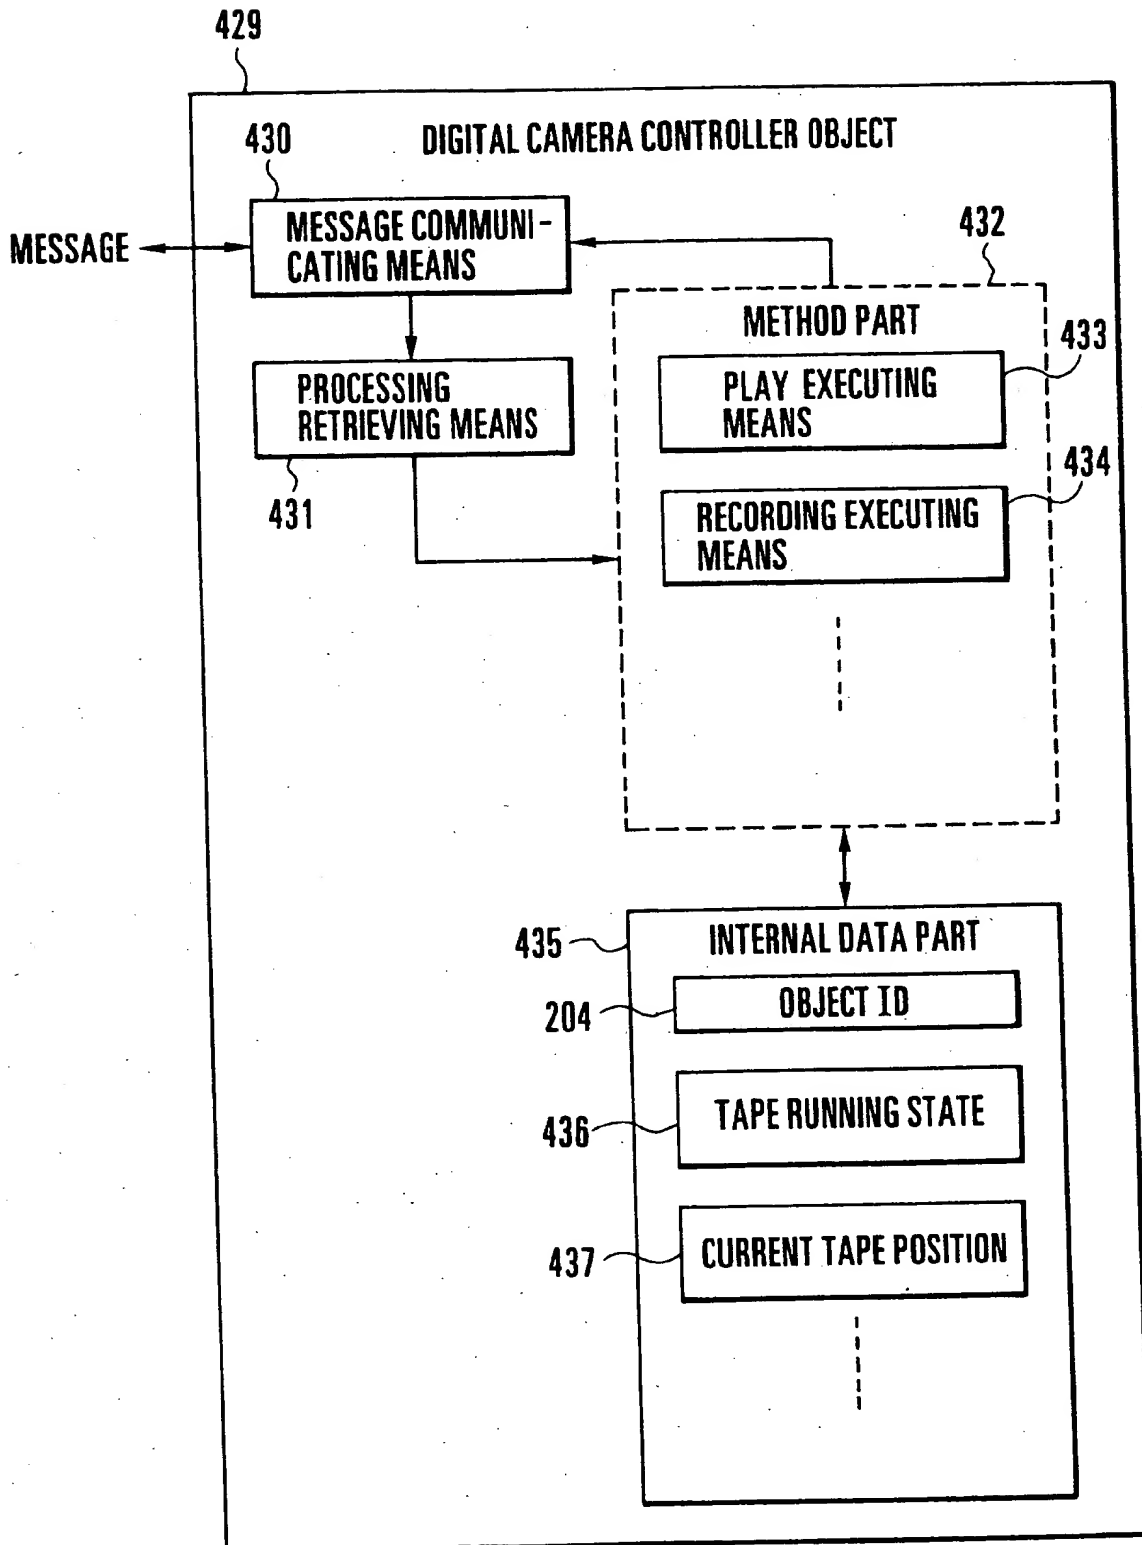 429
DIGITAL CAMERA CONTROLLER OBJECT
430
MESSAGE
MESSAGE COMMUNI-
CATING MEANS
432
METHOD PART
433
PROCESSING
RETRIEVING MEANS
431
PLAY EXECUTING
MEANS
434
RECORDING EXECUTING
MEANS
435
INTERNAL DATA PART
204
OBJECT ID
436
TAPE RUNNING STATE
437
CURRENT TAPE POSITION